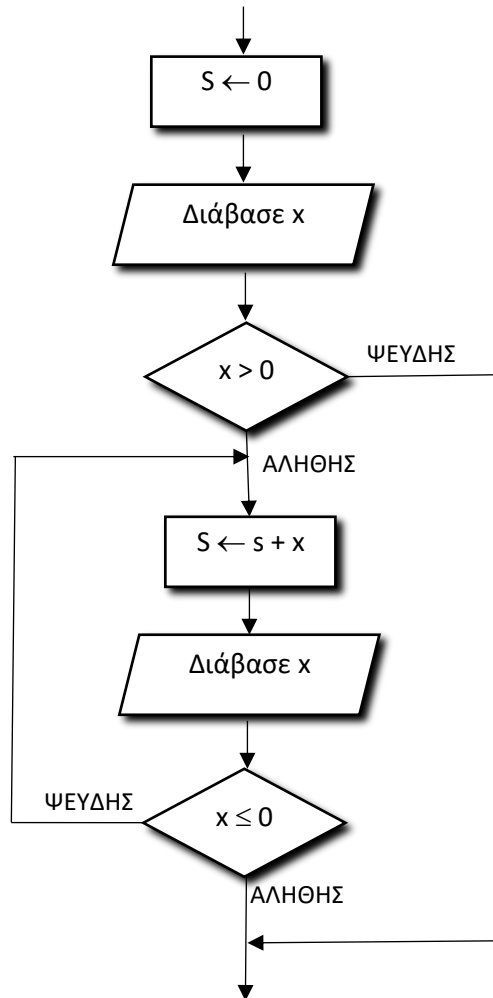 S ← 0
Διάβασε x
x > 0
ΨΕΥΔΗΣ
ΑΛΗΘΗΣ
S ← s + x
Διάβασε x
ΨΕΥΔΗΣ
x ≤ 0
ΑΛΗΘΗΣ